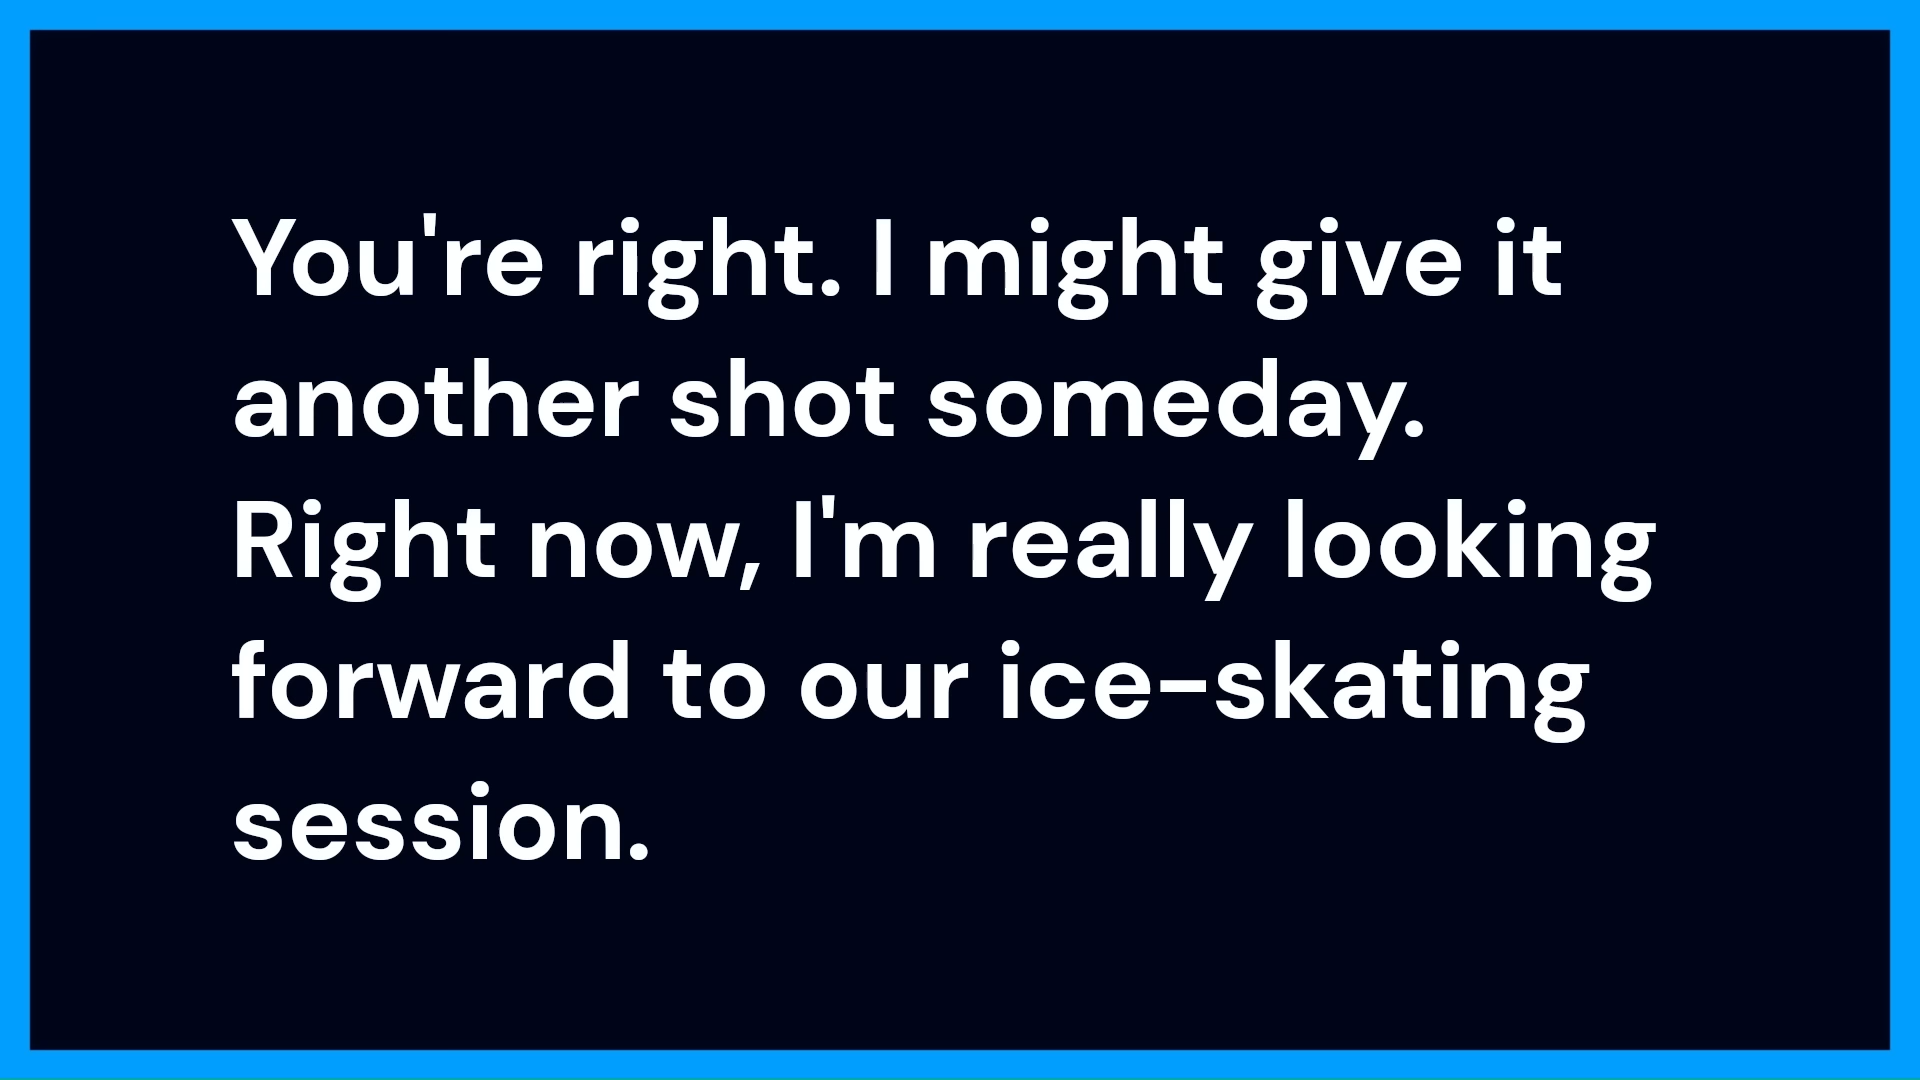 You're right. I might give it
another shot someday.
Right now, I'm really looking
forward to our ice-skating
session.